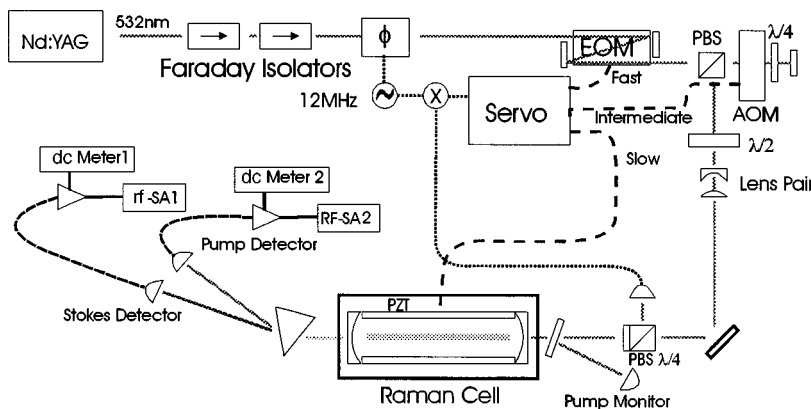 532nm
Nd:YAG
ϕ
EOM
PBS
λ/4
Faraday Isolators
Fast
12MHz
X
Servo
Intermediate
AOM
λ/2
Slow
dc Meter1
dc Meter 2
Lens Pair
rf-SA1
RF-SA2
Pump Detector
Stokes Detector
PZT
PBS λ/4
Raman Cell
Pump Monitor